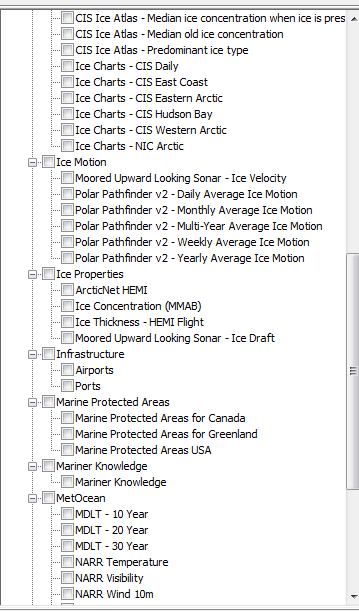 CIS Ice Atlas - Median ice concentration when ice is pres
CIS Ice Atlas - Median old ice concentration
CIS Ice Atlas - Predominant ice type
Ice Charts - CIS Daily
Ice Charts - CIS East Coast
Ice Charts - CIS Eastern Arctic
Ice Charts - CIS Hudson Bay
Ice Charts - CIS Western Arctic
Ice Charts - NIC Arctic
Ice Motion
Moored Upward Looking Sonar - Ice Velocity
Polar Pathfinder v2 - Daily Average Ice Motion
Polar Pathfinder v2 - Monthly Average Ice Motion
Polar Pathfinder v2 - Multi-Year Average Ice Motion
Polar Pathfinder v2 - Weekly Average Ice Motion
Polar Pathfinder v2 - Yearly Average Ice Motion
Ice Properties
ArcticNet HEMI
Ice Concentration (MMAB)
Ice Thickness - HEMI Flight
Moored Upward Looking Sonar - Ice Draft
Infrastructure
Airports
Ports
Marine Protected Areas
Marine Protected Areas for Canada
Marine Protected Areas for Greenland
Marine Protected Areas USA
Mariner Knowledge
Mariner Knowledge
MetOcean
MDLT - 10 Year
MDLT - 20 Year
MDLT - 30 Year
NARR Temperature
NARR Visibility
NARR Wind 10m